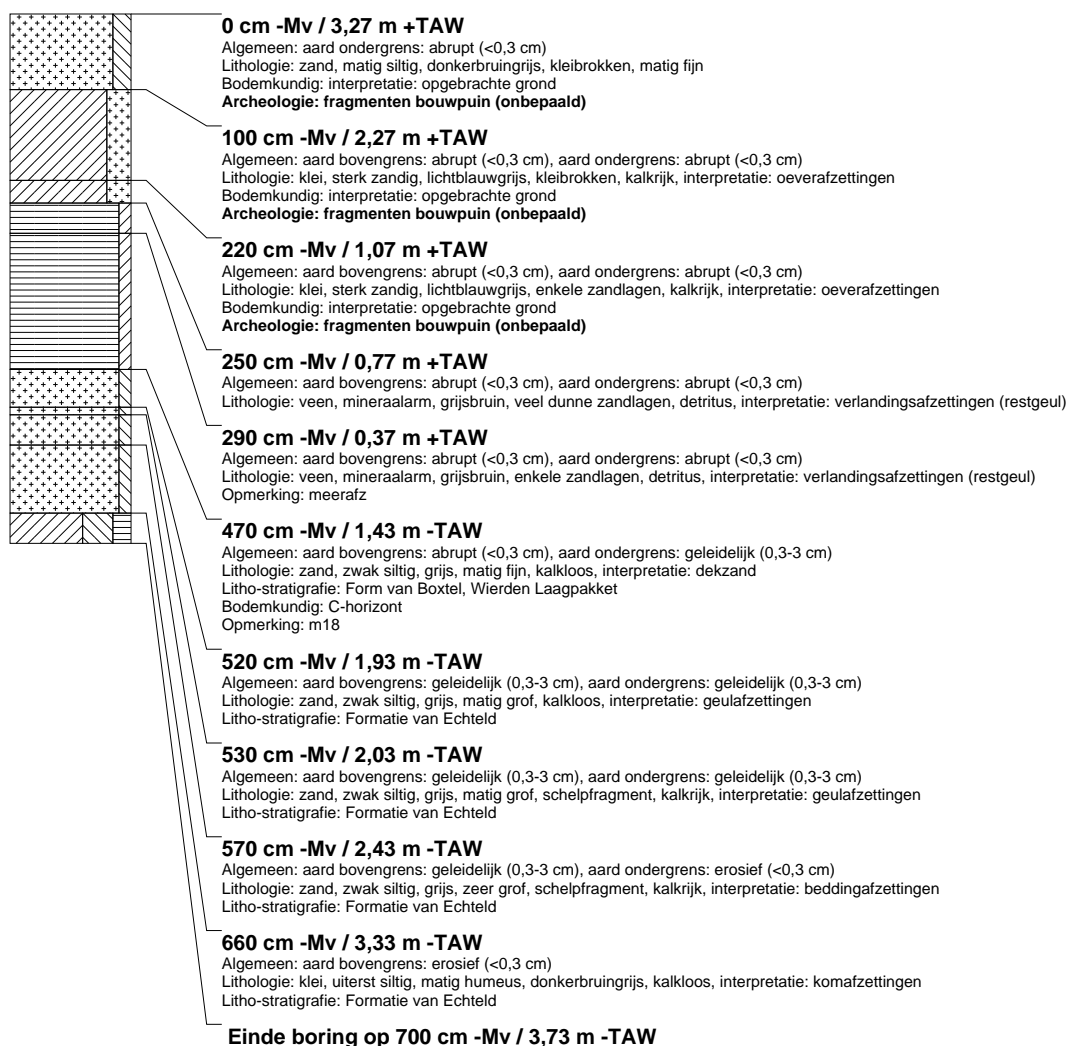 0 cm -Mv / 3,27 m +TAW
Algemeen: aard ondergrens: abrupt (<0,3 cm)
Lithologie: zand, matig siltig, donkerbruingrijs, kleibrokken, matig fijn
Bodemkundig: interpretatie: opgebrachte grond
Archeologie: fragmenten bouwpuin (onbepaald)
100 cm -Mv / 2,27 m +TAW
Algemeen: aard bovengrens: abrupt (<0,3 cm), aard ondergrens: abrupt (<0,3 cm)
Lithologie: klei, sterk zandig, lichtblauwgrijs, kleibrokken, kalkrijk, interpretatie: oeverafzettingen
Bodemkundig: interpretatie: opgebrachte grond
Archeologie: fragmenten bouwpuin (onbepaald)
220 cm -Mv / 1,07 m +TAW
Algemeen: aard bovengrens: abrupt (<0,3 cm), aard ondergrens: abrupt (<0,3 cm)
Lithologie: klei, sterk zandig, lichtblauwgrijs, enkele zandlagen, kalkrijk, interpretatie: oeverafzettingen
Bodemkundig: interpretatie: opgebrachte grond
Archeologie: fragmenten bouwpuin (onbepaald)
250 cm -Mv / 0,77 m +TAW
Algemeen: aard bovengrens: abrupt (<0,3 cm), aard ondergrens: abrupt (<0,3 cm)
Lithologie: veen, mineraalarm, grijsbruin, veel dunne zandlagen, detritus, interpretatie: verlandingsafzettingen (restgeul)
290 cm -Mv / 0,37 m +TAW
Algemeen: aard bovengrens: abrupt (<0,3 cm), aard ondergrens: abrupt (<0,3 cm)
Lithologie: veen, mineraalarm, grijsbruin, enkele zandlagen, detritus, interpretatie: verlandingsafzettingen (restgeul)
Opmerking: meerafz
470 cm -Mv / 1,43 m -TAW
Algemeen: aard bovengrens: abrupt (<0,3 cm), aard ondergrens: geleidelijk (0,3-3 cm)
Lithologie: zand, zwak siltig, grijs, matig fijn, kalkloos, interpretatie: dekzand
Litho-stratigrafie: Form van Boxtel, Wierden Laagpakket
Bodemkundig: C-horizont
Opmerking: m18
520 cm -Mv / 1,93 m -TAW
Algemeen: aard bovengrens: geleidelijk (0,3-3 cm), aard ondergrens: geleidelijk (0,3-3 cm)
Lithologie: zand, zwak siltig, grijs, matig grof, kalkloos, interpretatie: geulafzettingen
Litho-stratigrafie: Formatie van Echteld
530 cm -Mv / 2,03 m -TAW
Algemeen: aard bovengrens: geleidelijk (0,3-3 cm), aard ondergrens: geleidelijk (0,3-3 cm)
Lithologie: zand, zwak siltig, grijs, matig grof, schelpfragment, kalkrijk, interpretatie: geulafzettingen
Litho-stratigrafie: Formatie van Echteld
570 cm -Mv / 2,43 m -TAW
Algemeen: aard bovengrens: geleidelijk (0,3-3 cm), aard ondergrens: erosief (<0,3 cm)
Lithologie: zand, zwak siltig, grijs, zeer grof, schelpfragment, kalkrijk, interpretatie: beddingafzettingen
Litho-stratigrafie: Formatie van Echteld
660 cm -Mv / 3,33 m -TAW
Algemeen: aard bovengrens: erosief (<0,3 cm)
Lithologie: klei, uiterst siltig, matig humeus, donkerbruingrijs, kalkloos, interpretatie: komafzettingen
Litho-stratigrafie: Formatie van Echteld
Einde boring op 700 cm -Mv / 3,73 m -TAW